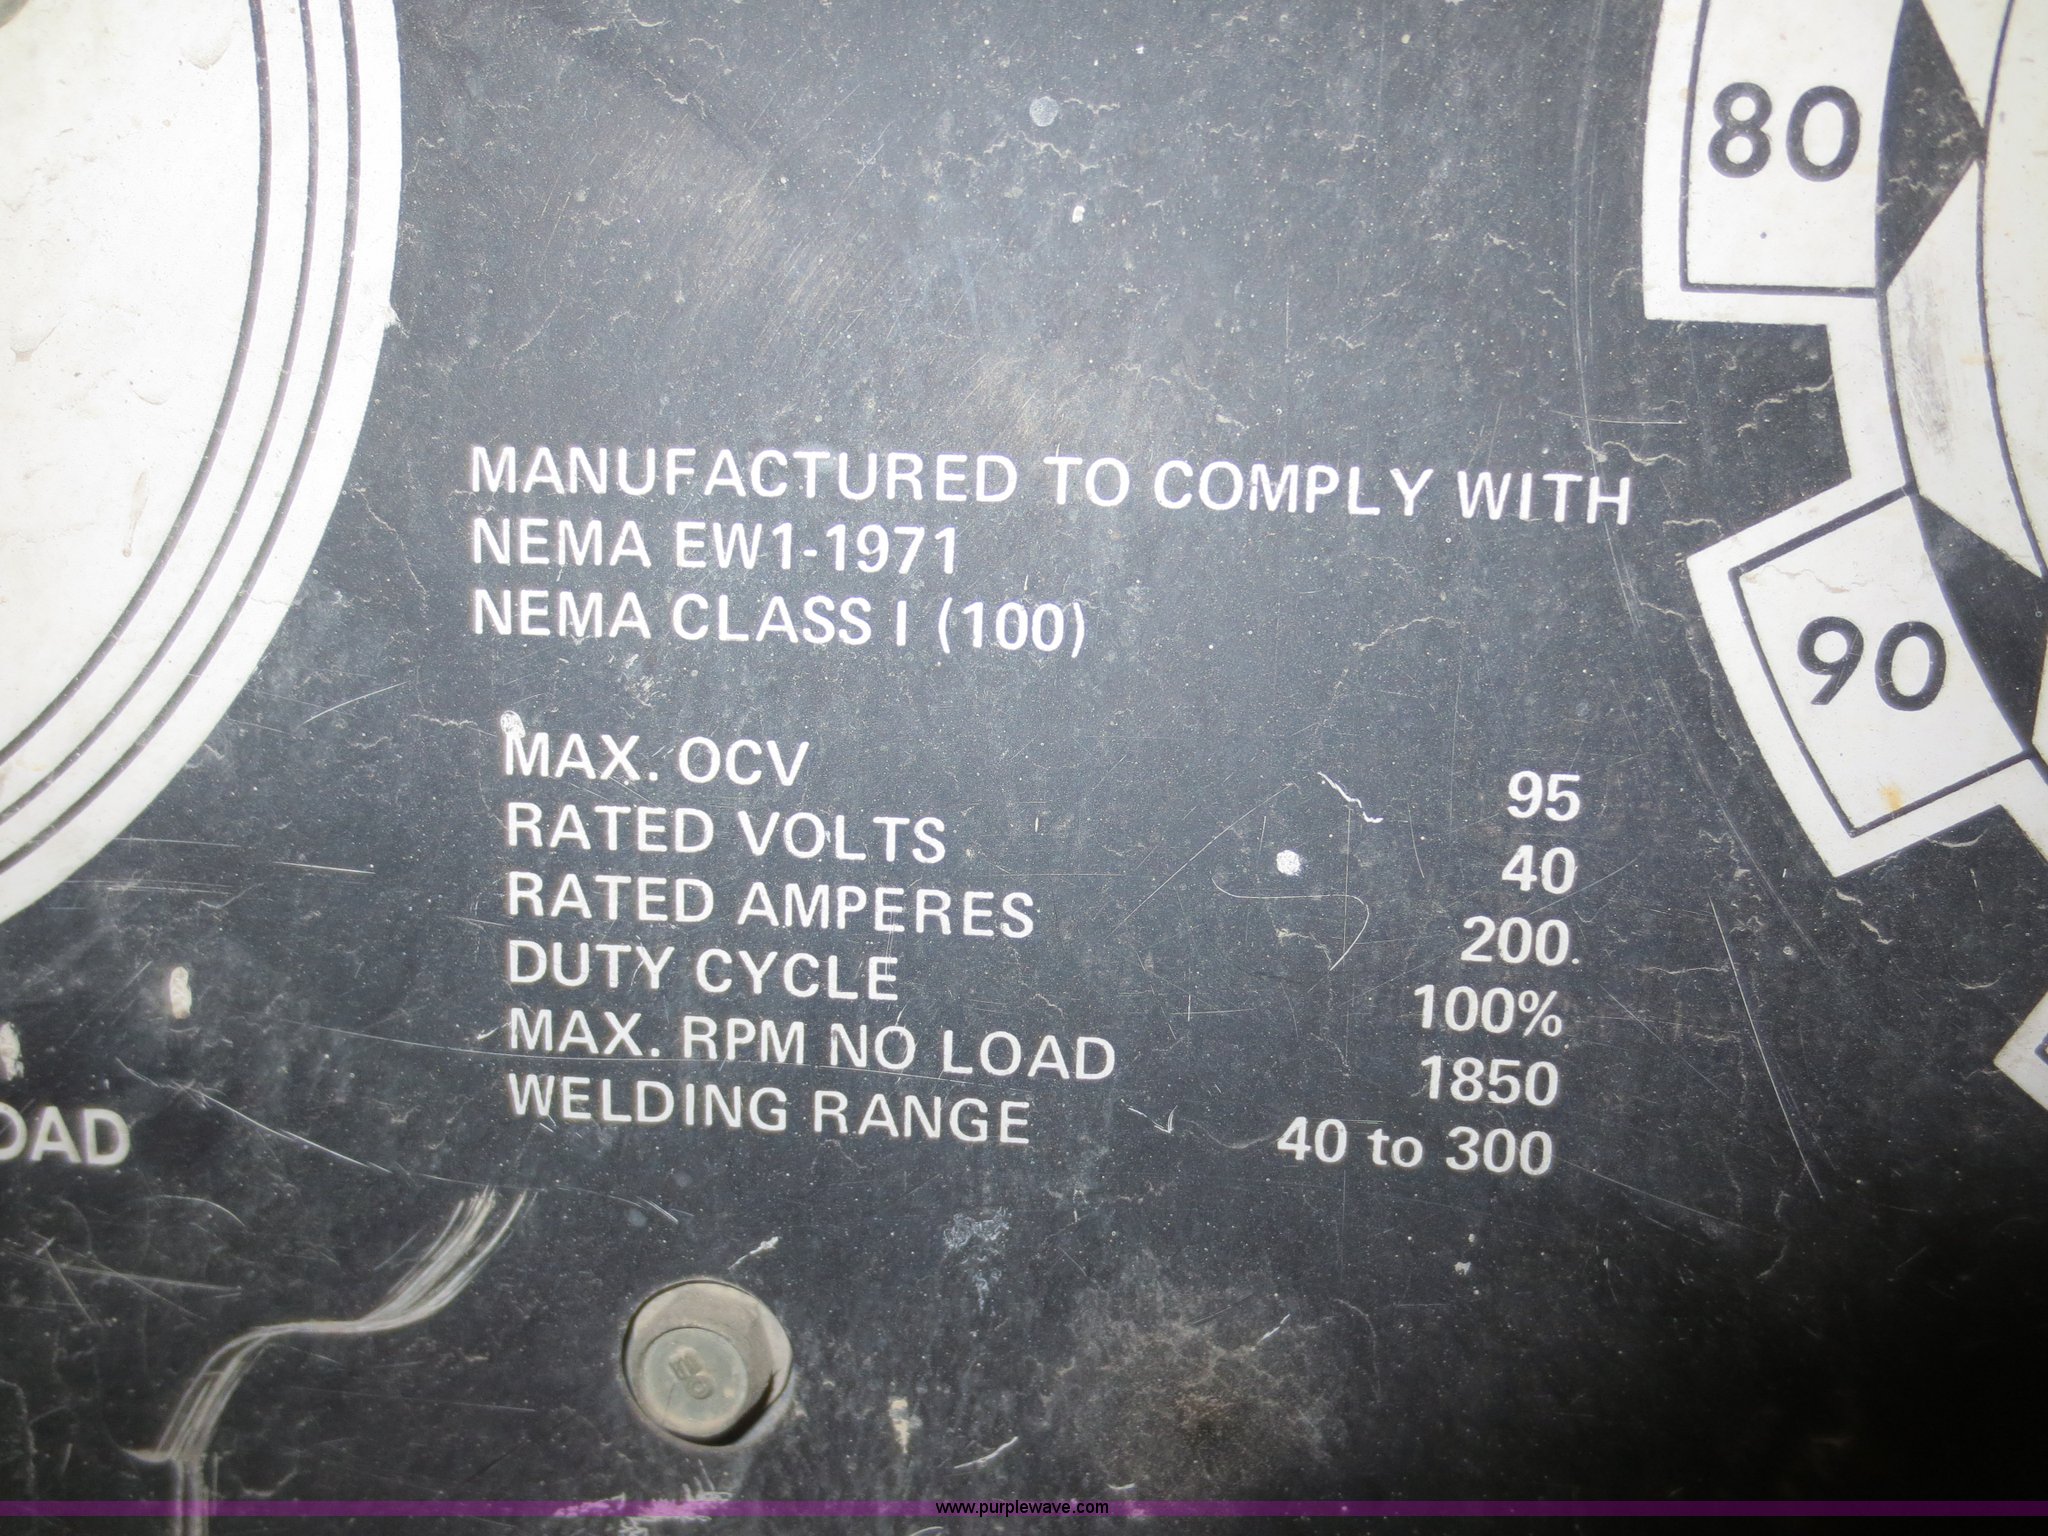 80
MANUFACTURED TO COMPLY WITH
NEMA EW1-1971
NEMA CLASS I (100)
90
MAX. OCV 95
RATED VOLTS 40
RATED AMPERES 200
DUTY CYCLE 100%
MAX. RPM NO LOAD 1850
WELDING RANGE 40 to 300
OAD
www.purplewave.com